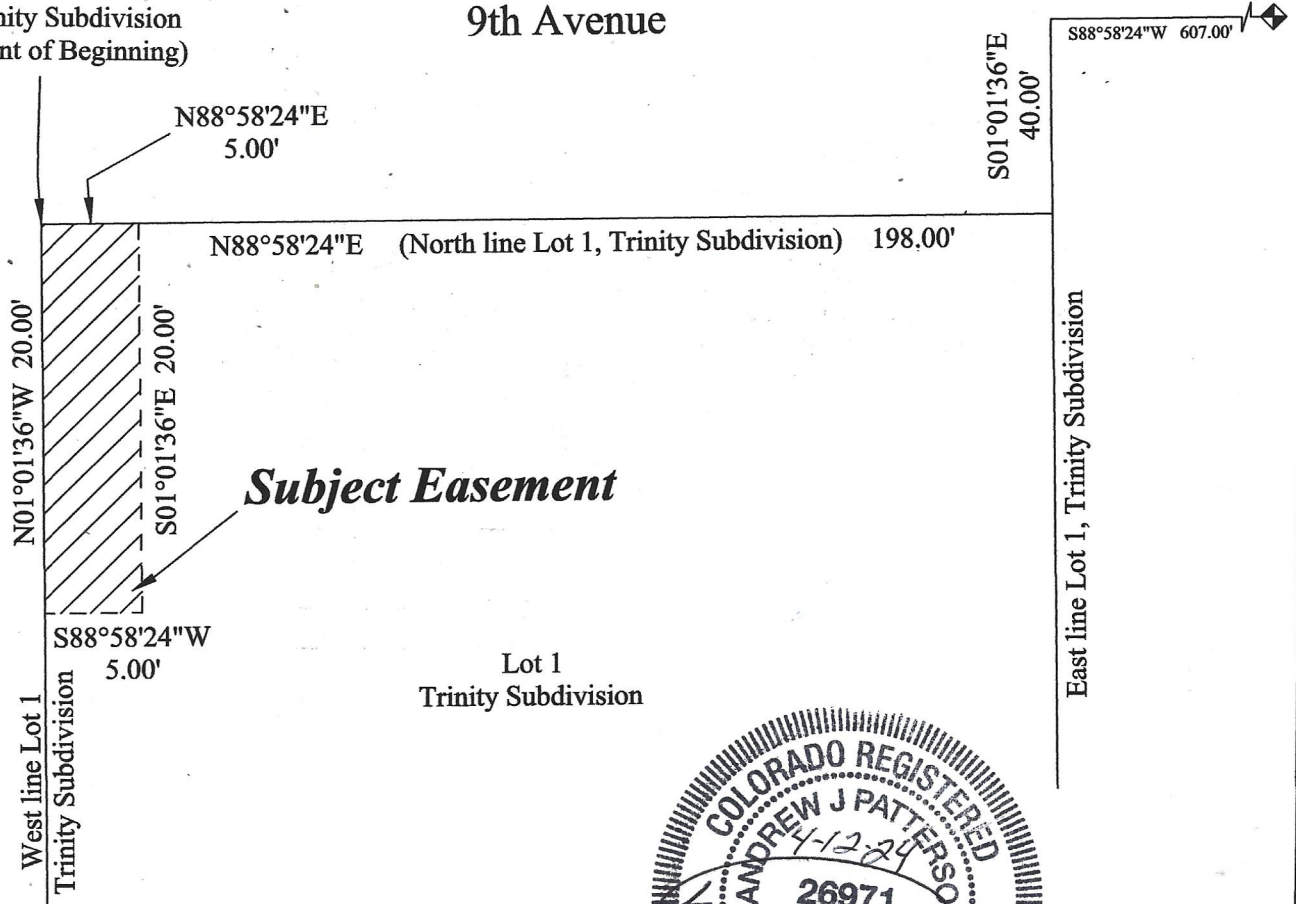 Subdivision
of Beginning)
9th Avenue
S88°58'24"W 607.00'
N88°58'24"E
5.00'
S01°01'36"E
40.00'
N88°58'24"E (North line Lot 1, Trinity Subdivision) 198.00'
N01°01'36"W 20.00'
S01°01'36"E 20.00'
Subject Easement
S88°58'24"W
5.00'
East line Lot 1, Trinity Subdivision
Lot 1
Trinity Subdivision
West line Lot 1
Trinity Subdivision
COLORADO REGISTERED
ANDREW J
4-12-24
26971